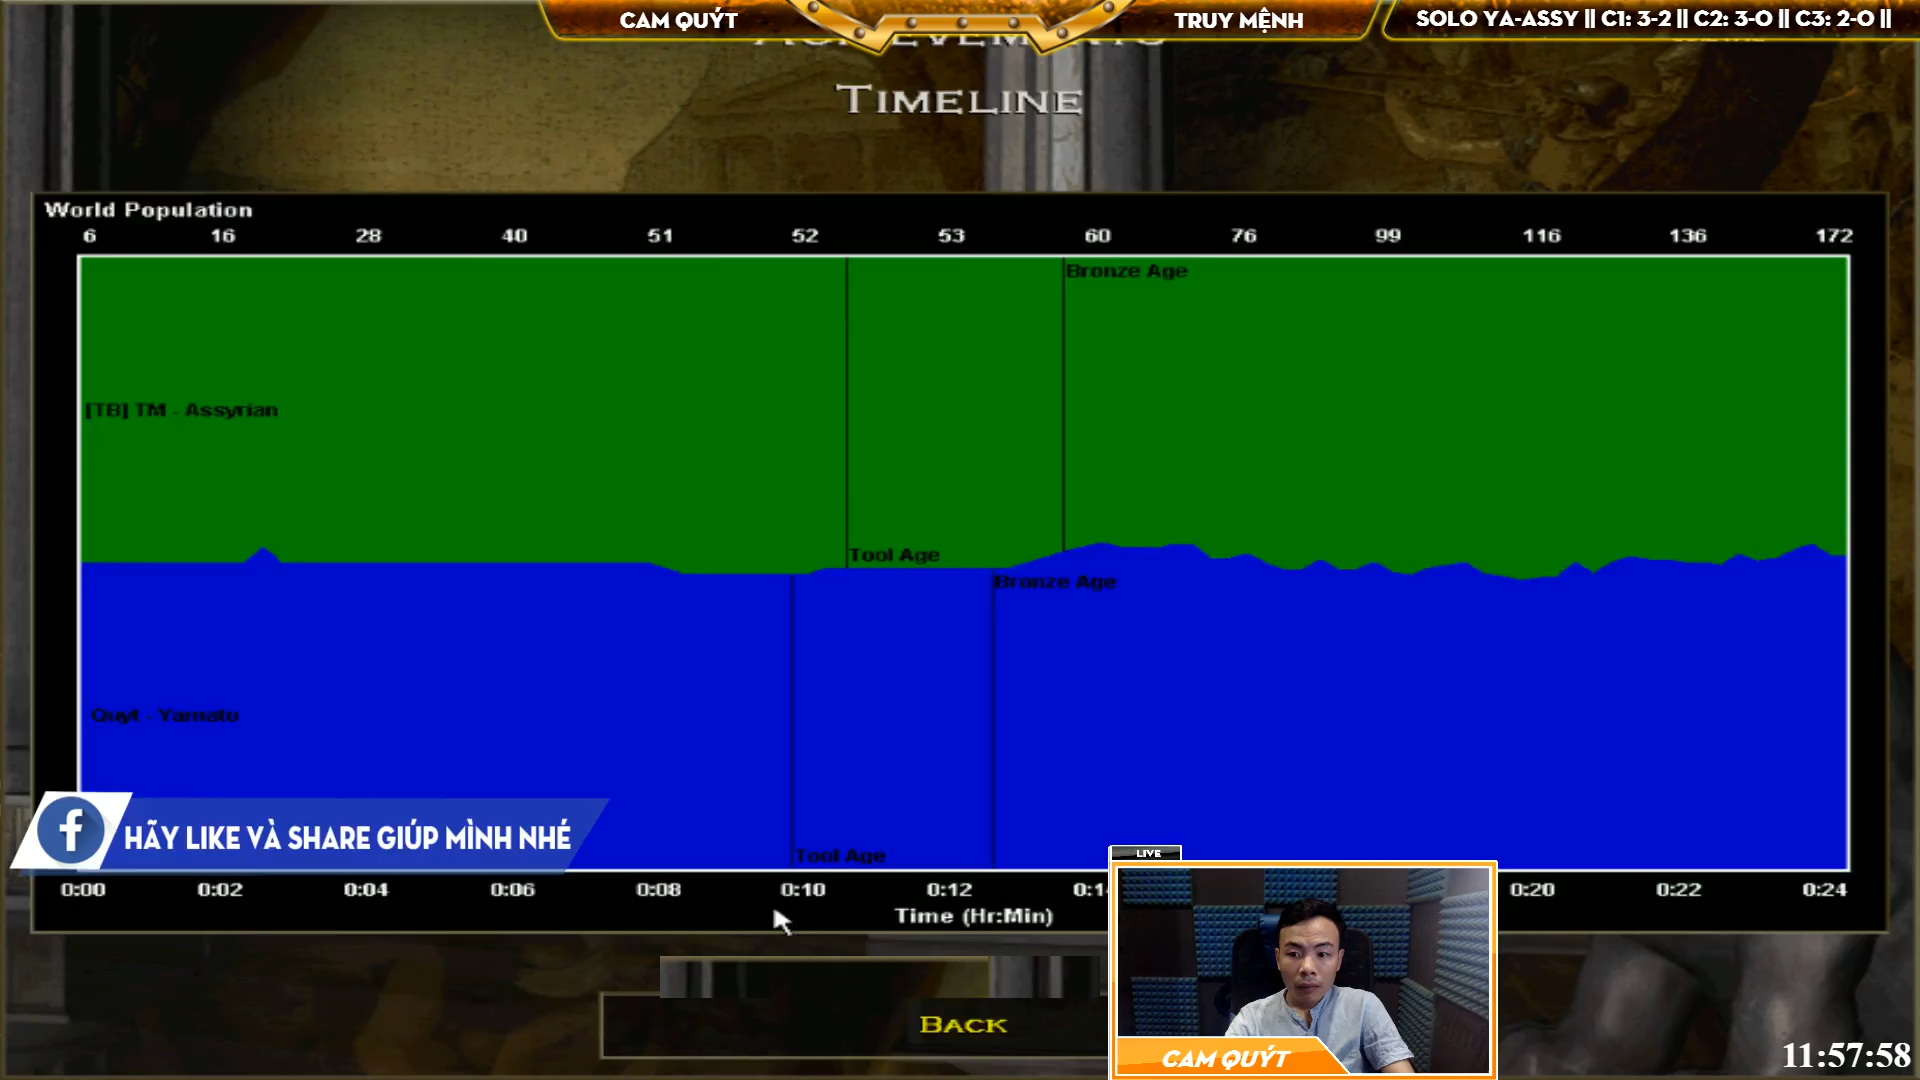 CAM QUÝT
TRUY MỆNH
SOLO YA-ASSY || C1: 3-2 || C2: 3-0 || C3: 2-0 ||
ACHIEVEMENTS
TIMELINE
World Population
6 16 28 40 51 52 53 60 76 99 116 136 172
Bronze Age
[TB] TM - Assyrian
Tool Age
Bronze Age
Quyt - Yamato
HÃY LIKE VÀ SHARE GIÚP MÌNH NHÉ
Tool Age
LIVE
0:00 0:02 0:04 0:06 0:08 0:10 0:12 0:20 0:22 0:24
Time (Hr:Min)
BACK
CAM QUÝT
11:57:58